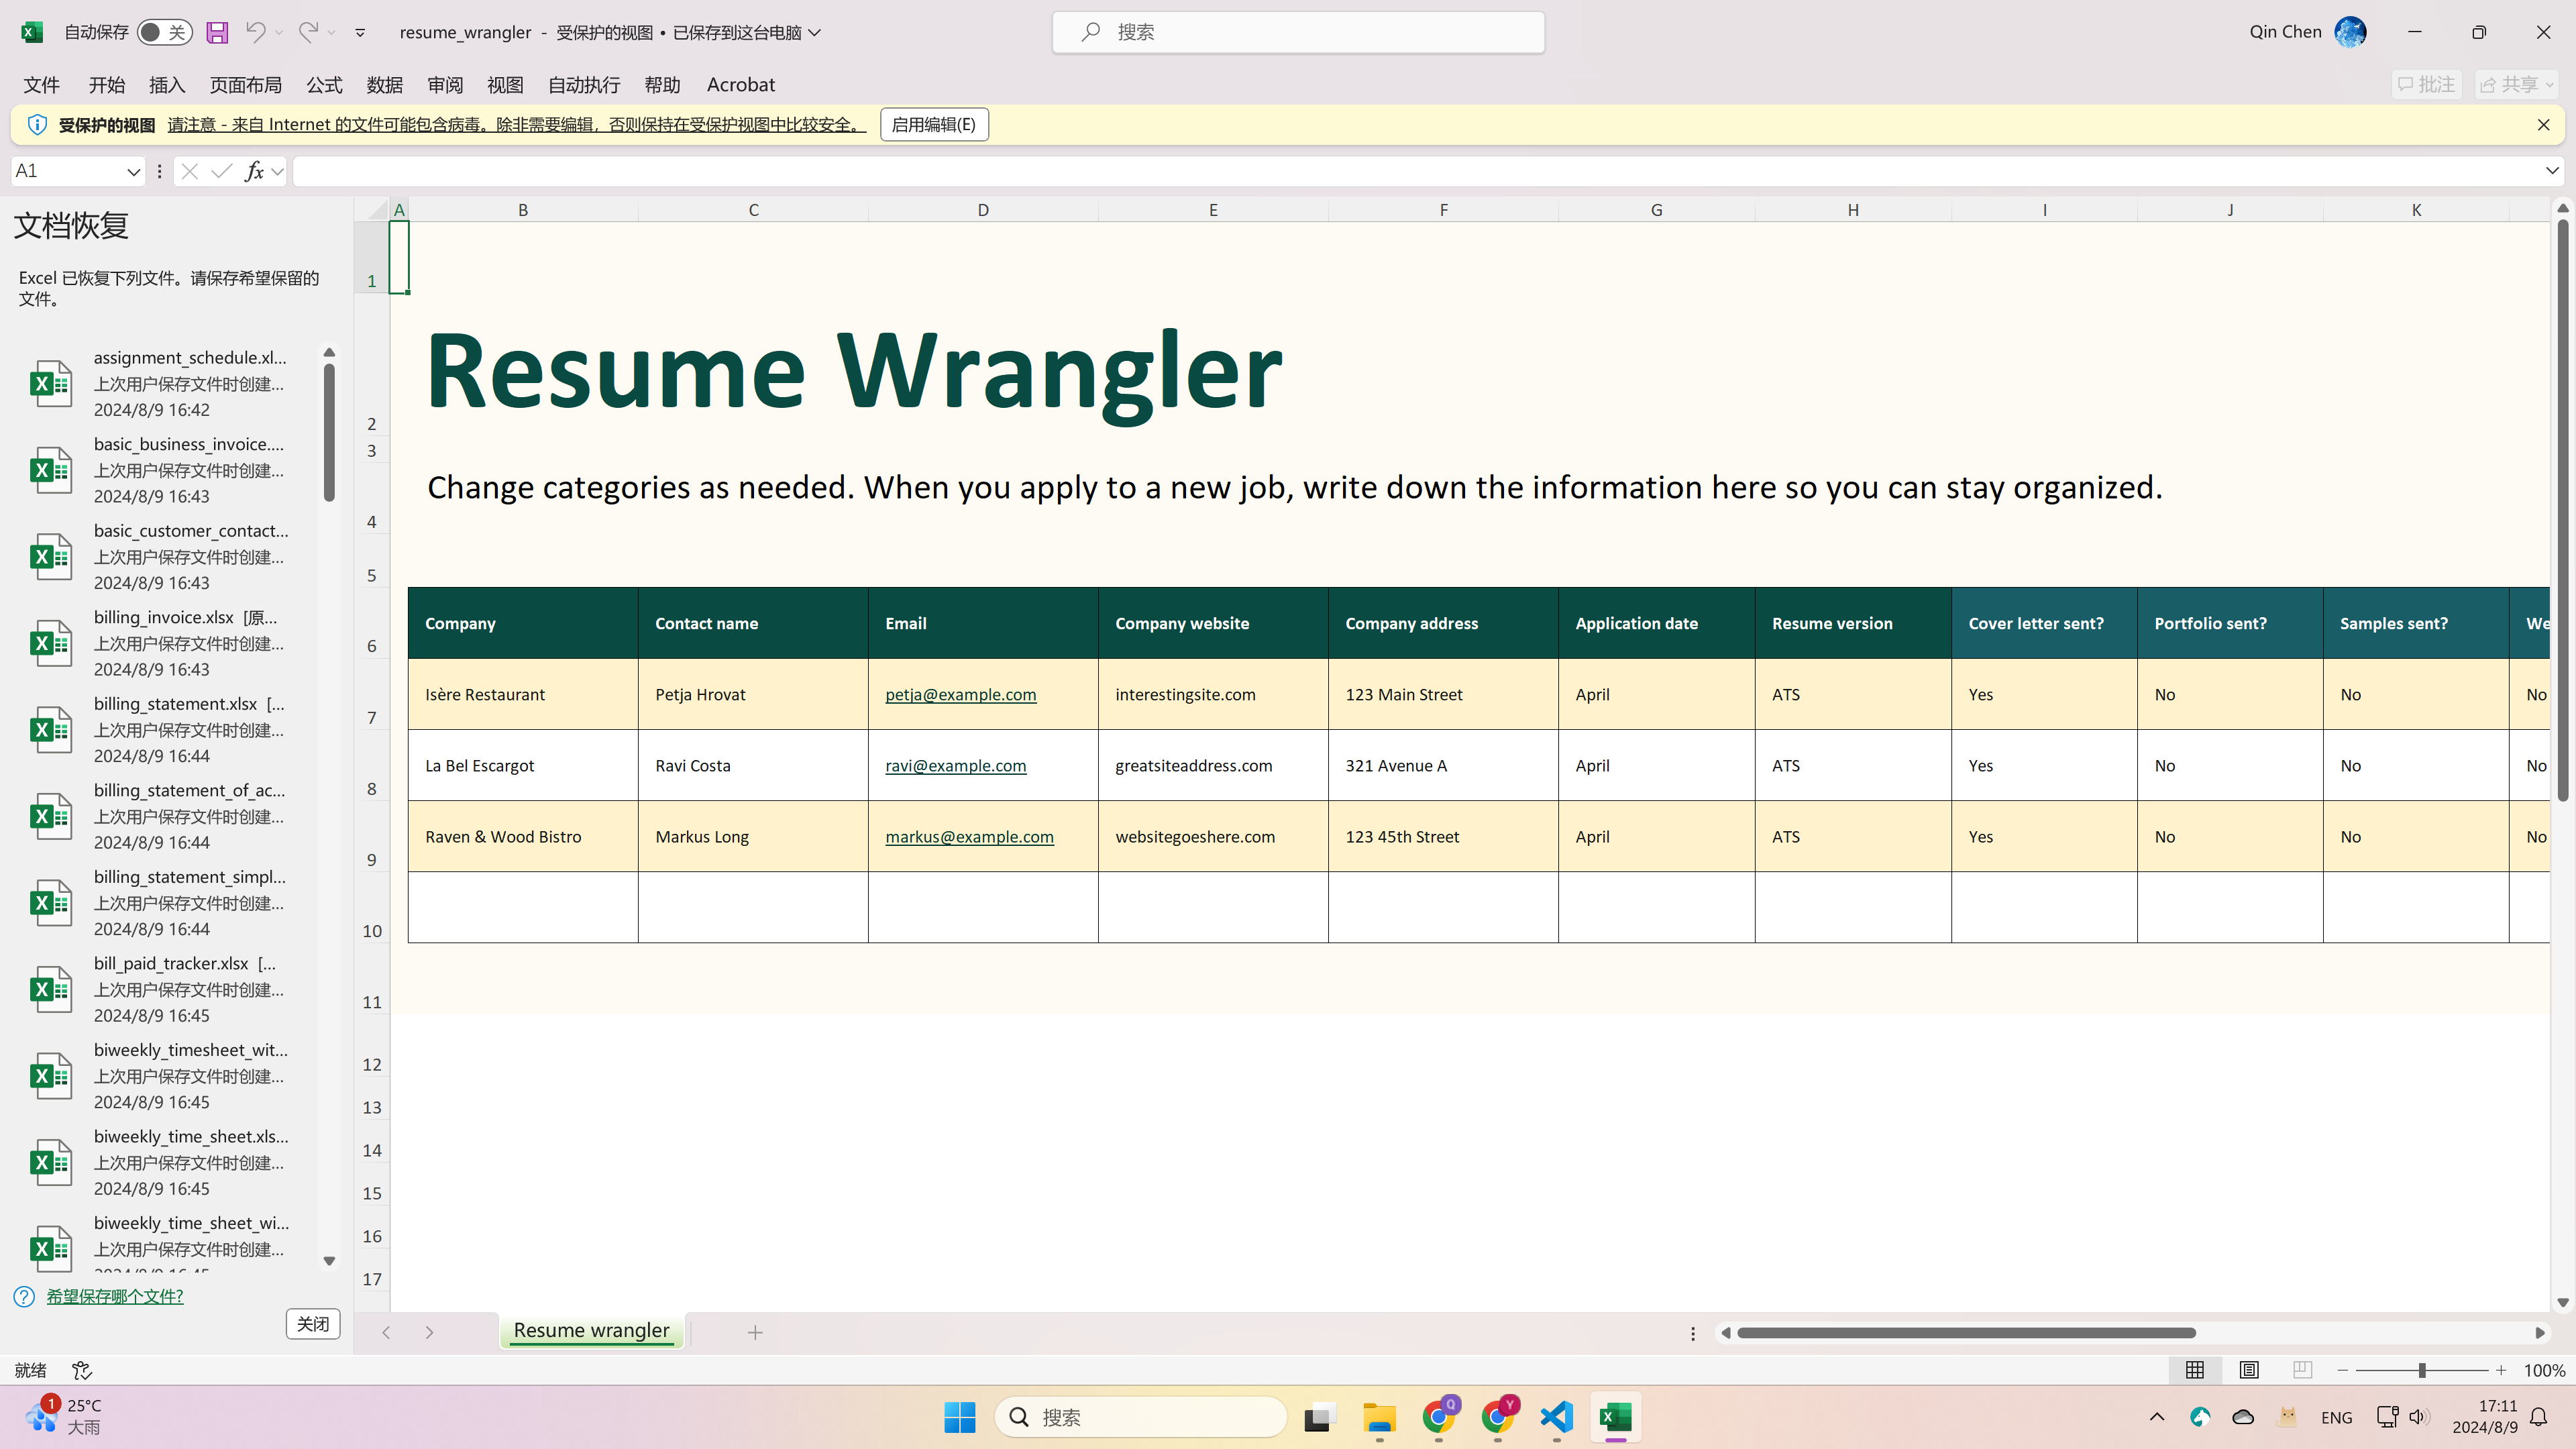 自动保存 关 resume_wrangler - 受保护的视图 • 已保存到这台电脑 搜索 Qin Chen
文件 开始 插入 页面布局 公式 数据 审阅 视图 自动执行 帮助 Acrobat 批注 共享
受保护的视图 请注意 - 来自 Internet 的文件可能包含病毒。除非需要编辑，否则保持在受保护视图中比较安全。 启用编辑(E)
A1 fx
文档恢复
Excel 已恢复下列文件。请保存希望保留的
文件。
assignment_schedule.xl...
上次用户保存文件时创建...
2024/8/9 16:42
basic_business_invoice....
上次用户保存文件时创建...
2024/8/9 16:43
basic_customer_contact...
上次用户保存文件时创建...
2024/8/9 16:43
billing_invoice.xlsx [原...
上次用户保存文件时创建...
2024/8/9 16:43
billing_statement.xlsx [...
上次用户保存文件时创建...
2024/8/9 16:44
billing_statement_of_ac...
上次用户保存文件时创建...
2024/8/9 16:44
billing_statement_simpl...
上次用户保存文件时创建...
2024/8/9 16:44
bill_paid_tracker.xlsx [...
上次用户保存文件时创建...
2024/8/9 16:45
biweekly_timesheet_wit...
上次用户保存文件时创建...
2024/8/9 16:45
biweekly_time_sheet.xls...
上次用户保存文件时创建...
2024/8/9 16:45
biweekly_time_sheet_wi...
上次用户保存文件时创建...
希望保存哪个文件?
关闭
A B C D E F G H I J K
1
Resume Wrangler
2
3
Change categories as needed. When you apply to a new job, write down the information here so you can stay organized.
4
5
Company Contact name Email Company website Company address Application date Resume version Cover letter sent? Portfolio sent? Samples sent? We
6
Isère Restaurant Petja Hrovat petja@example.com interestingsite.com 123 Main Street April ATS Yes No No No
7
La Bel Escargot Ravi Costa ravi@example.com greatsiteaddress.com 321 Avenue A April ATS Yes No No No
8
Raven & Wood Bistro Markus Long markus@example.com websitegoeshere.com 123 45th Street April ATS Yes No No No
9
10
11
12
13
14
15
16
17
Resume wrangler
就绪 100%
1 25°C
大雨
搜索
Q Y
ENG
17:11
2024/8/9